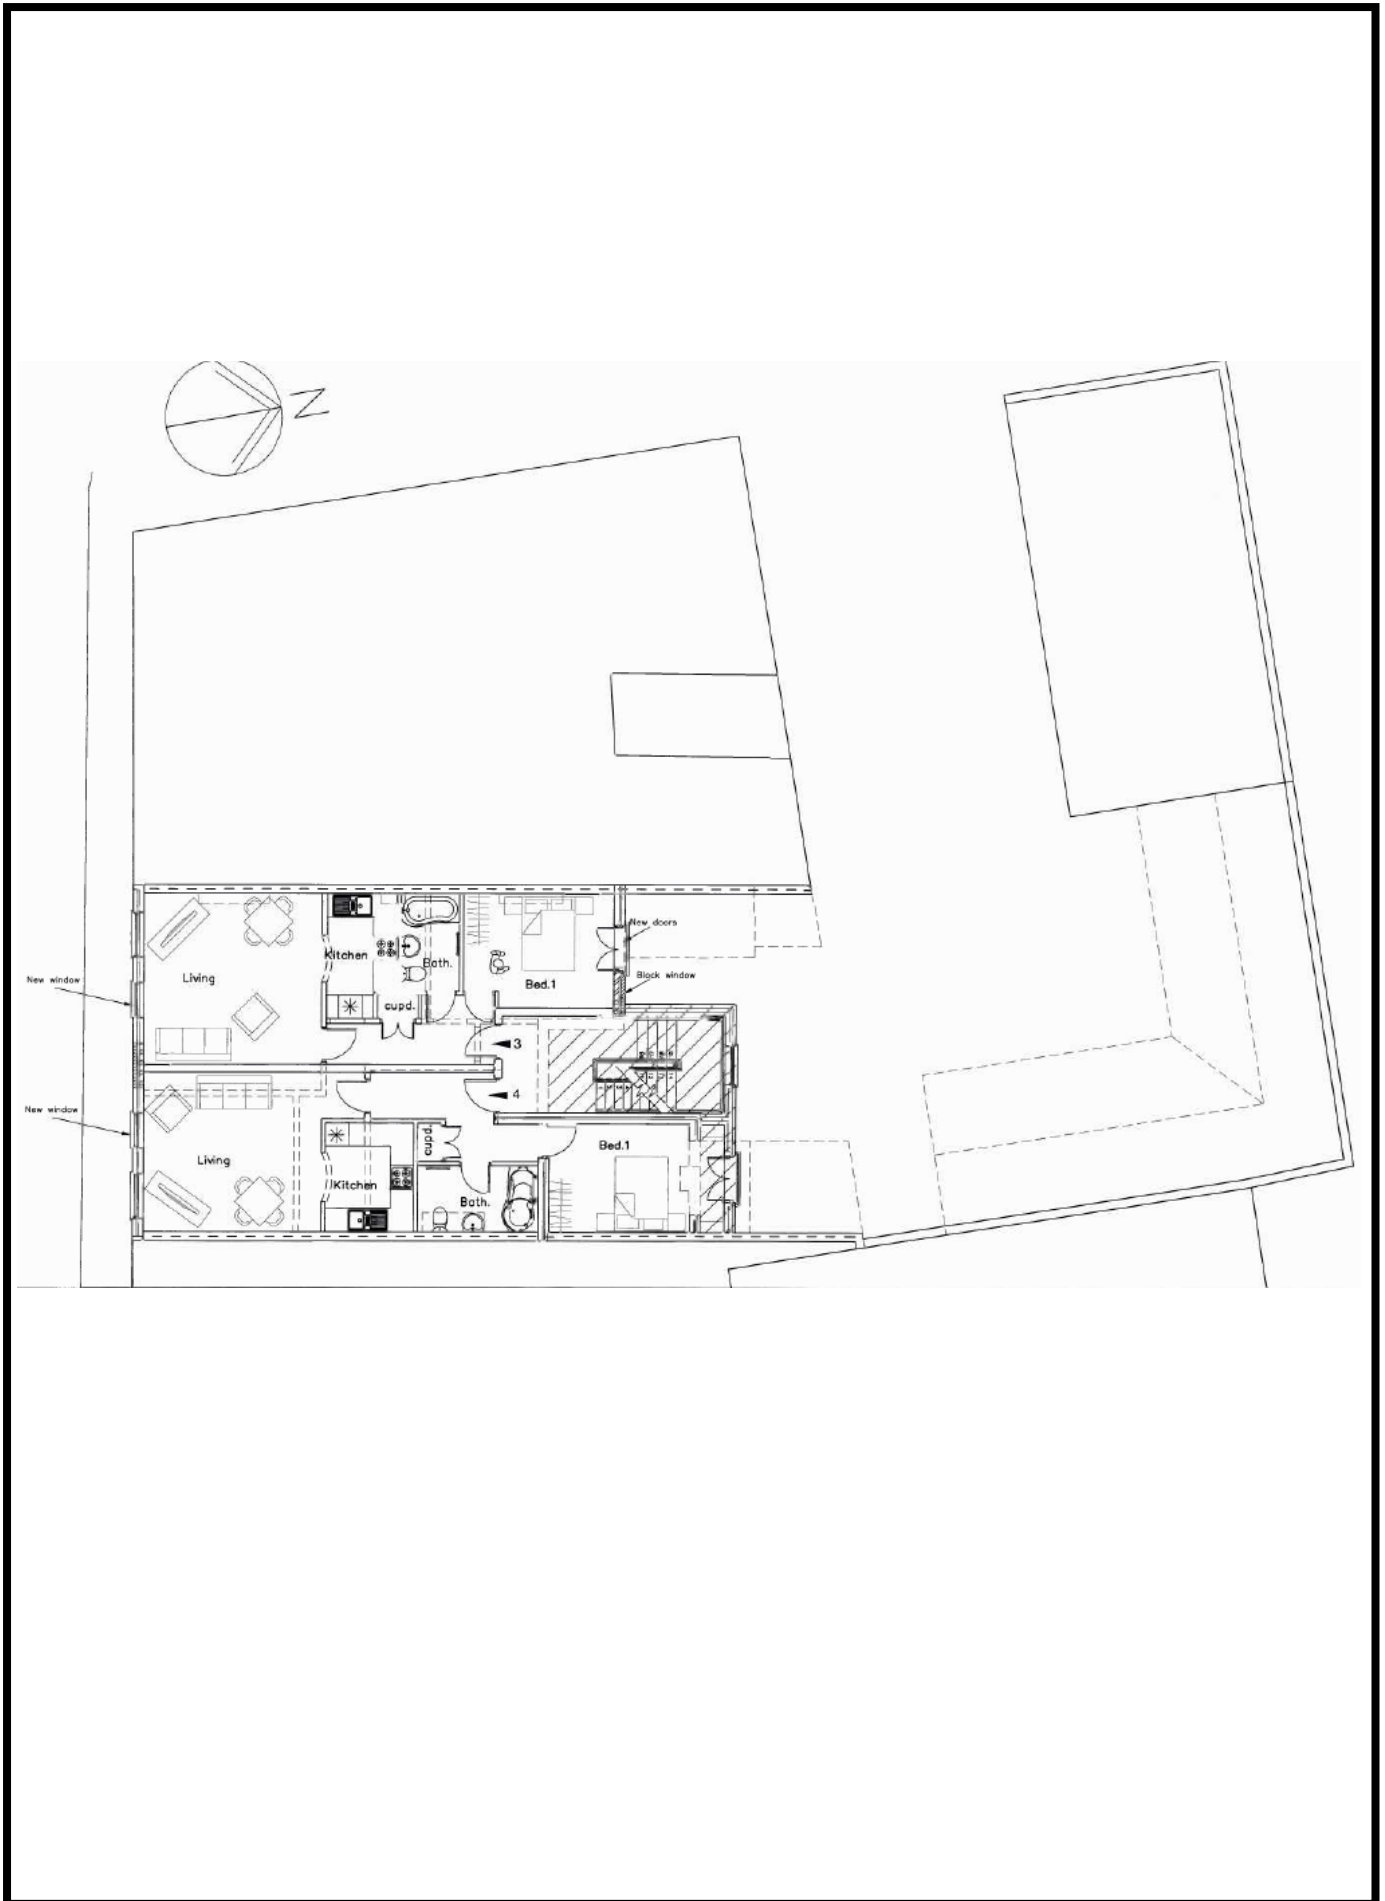 N
New doors
Kitchen
Bath.
Living
Bed.1
Block window
New window
cupd.
3
4
New window
cupd.
Bed.1
Living
Kitchen
Bath.